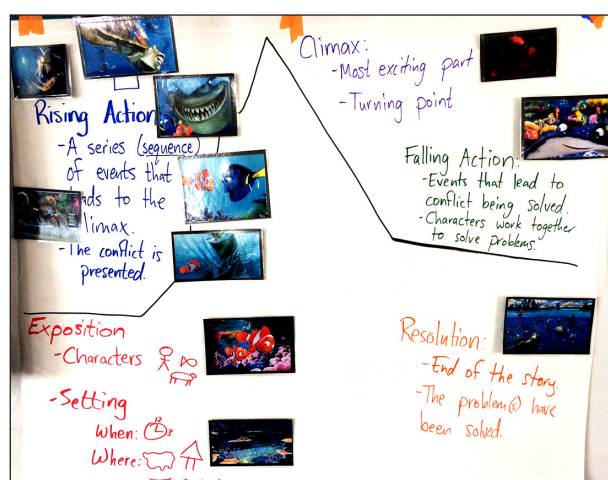 Climax:
-Most exciting part
-Turning point
Rising Action
-A series (sequence)
of events that
leads to the
climax.
-The conflict is
presented.
Falling Action:
-Events that lead to
conflict being solved.
-Characters work together
to solve problems.
Exposition
-Characters
-Setting
When:
Where:
Resolution:
-End of the story.
-The problem(s) have
been solved.